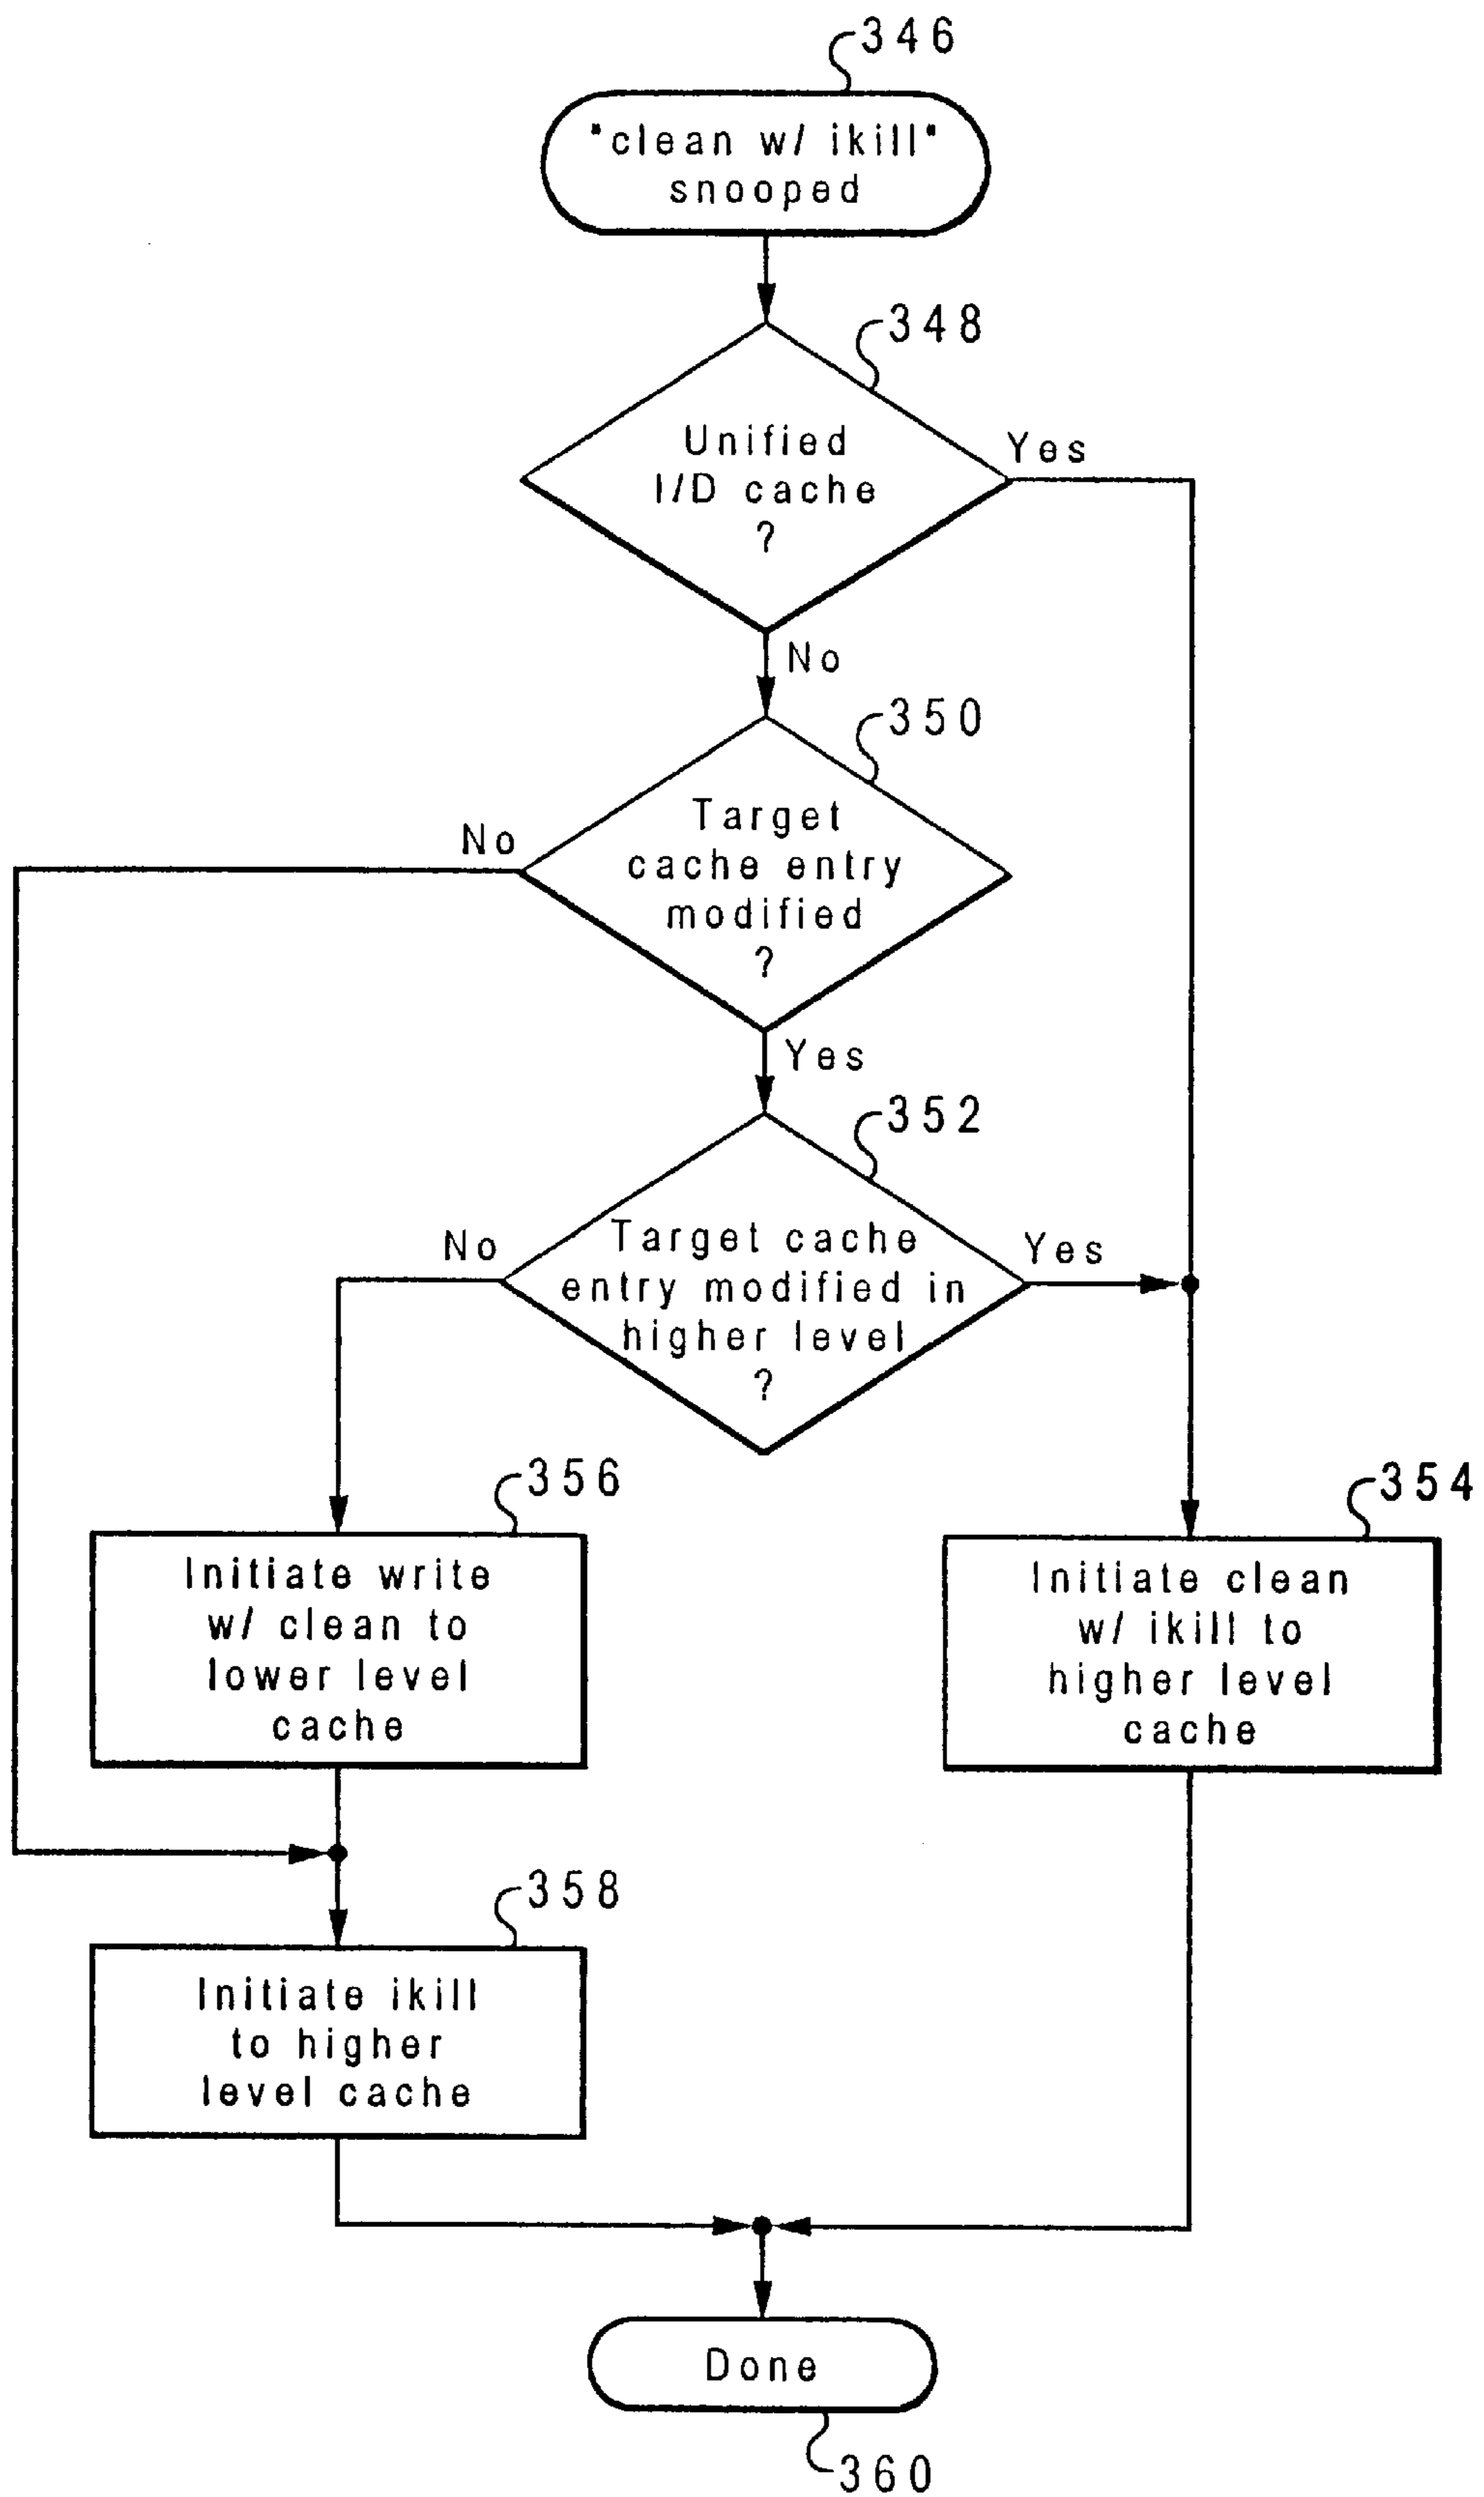 346
"clean w/ ikill"
snooped
348
Unified
I/D cache
?
Yes
No
350
Target
cache entry
modified
?
No
Yes
352
Target cache
entry modified in
higher level
?
No
Yes
356
Initiate write
w/ clean to
lower level
cache
354
Initiate clean
w/ ikill to
higher level
cache
358
Initiate ikill
to higher
level cache
Done
360